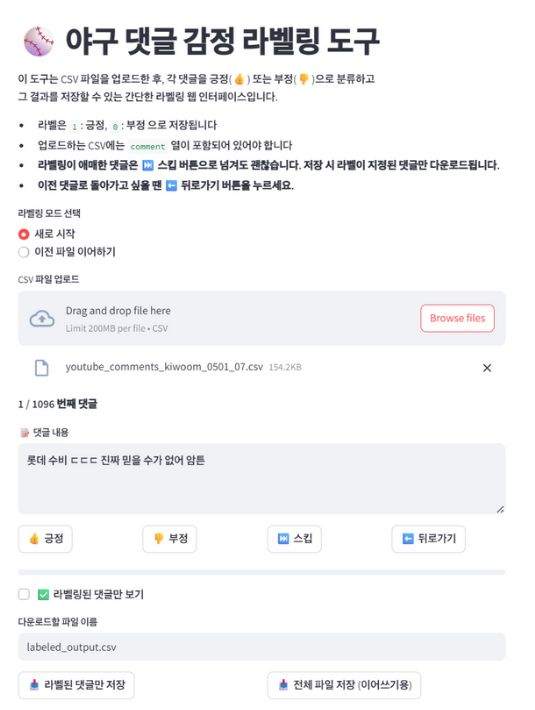 야구 댓글 감정 라벨링 도구
이 도구는 CSV 파일을 업로드한 후, 각 댓글을 긍정(👍) 또는 부정(👎)으로 분류하고
그 결과를 저장할 수 있는 간단한 라벨링 웹 인터페이스입니다.
• 라벨은 1 : 긍정, 0 : 부정 으로 저장됩니다
• 업로드하는 CSV에는 comment 열이 포함되어 있어야 합니다
• 라벨링이 애매한 댓글은 ⏭️ 스킵 버튼으로 넘겨도 괜찮습니다. 저장 시 라벨이 지정된 댓글만 다운로드됩니다.
• 이전 댓글로 돌아가고 싶을 땐 ⬅️ 뒤로가기 버튼을 누르세요.
라벨링 모드 선택
새로 시작
이전 파일 이어하기
CSV 파일 업로드
Drag and drop file here
Limit 200MB per file • CSV
Browse files
youtube_comments_kiwoom_0501_07.csv 154.2KB
1 / 1096 번째 댓글
📝 댓글 내용
롯데 수비 ㄷㄷㄷ 진짜 믿을 수가 없어 암튼
👍 긍정
👎 부정
⏭️ 스킵
⬅️ 뒤로가기
✅ 라벨링된 댓글만 보기
다운로드할 파일 이름
labeled_output.csv
📥 라벨된 댓글만 저장
📥 전체 파일 저장 (이어쓰기용)